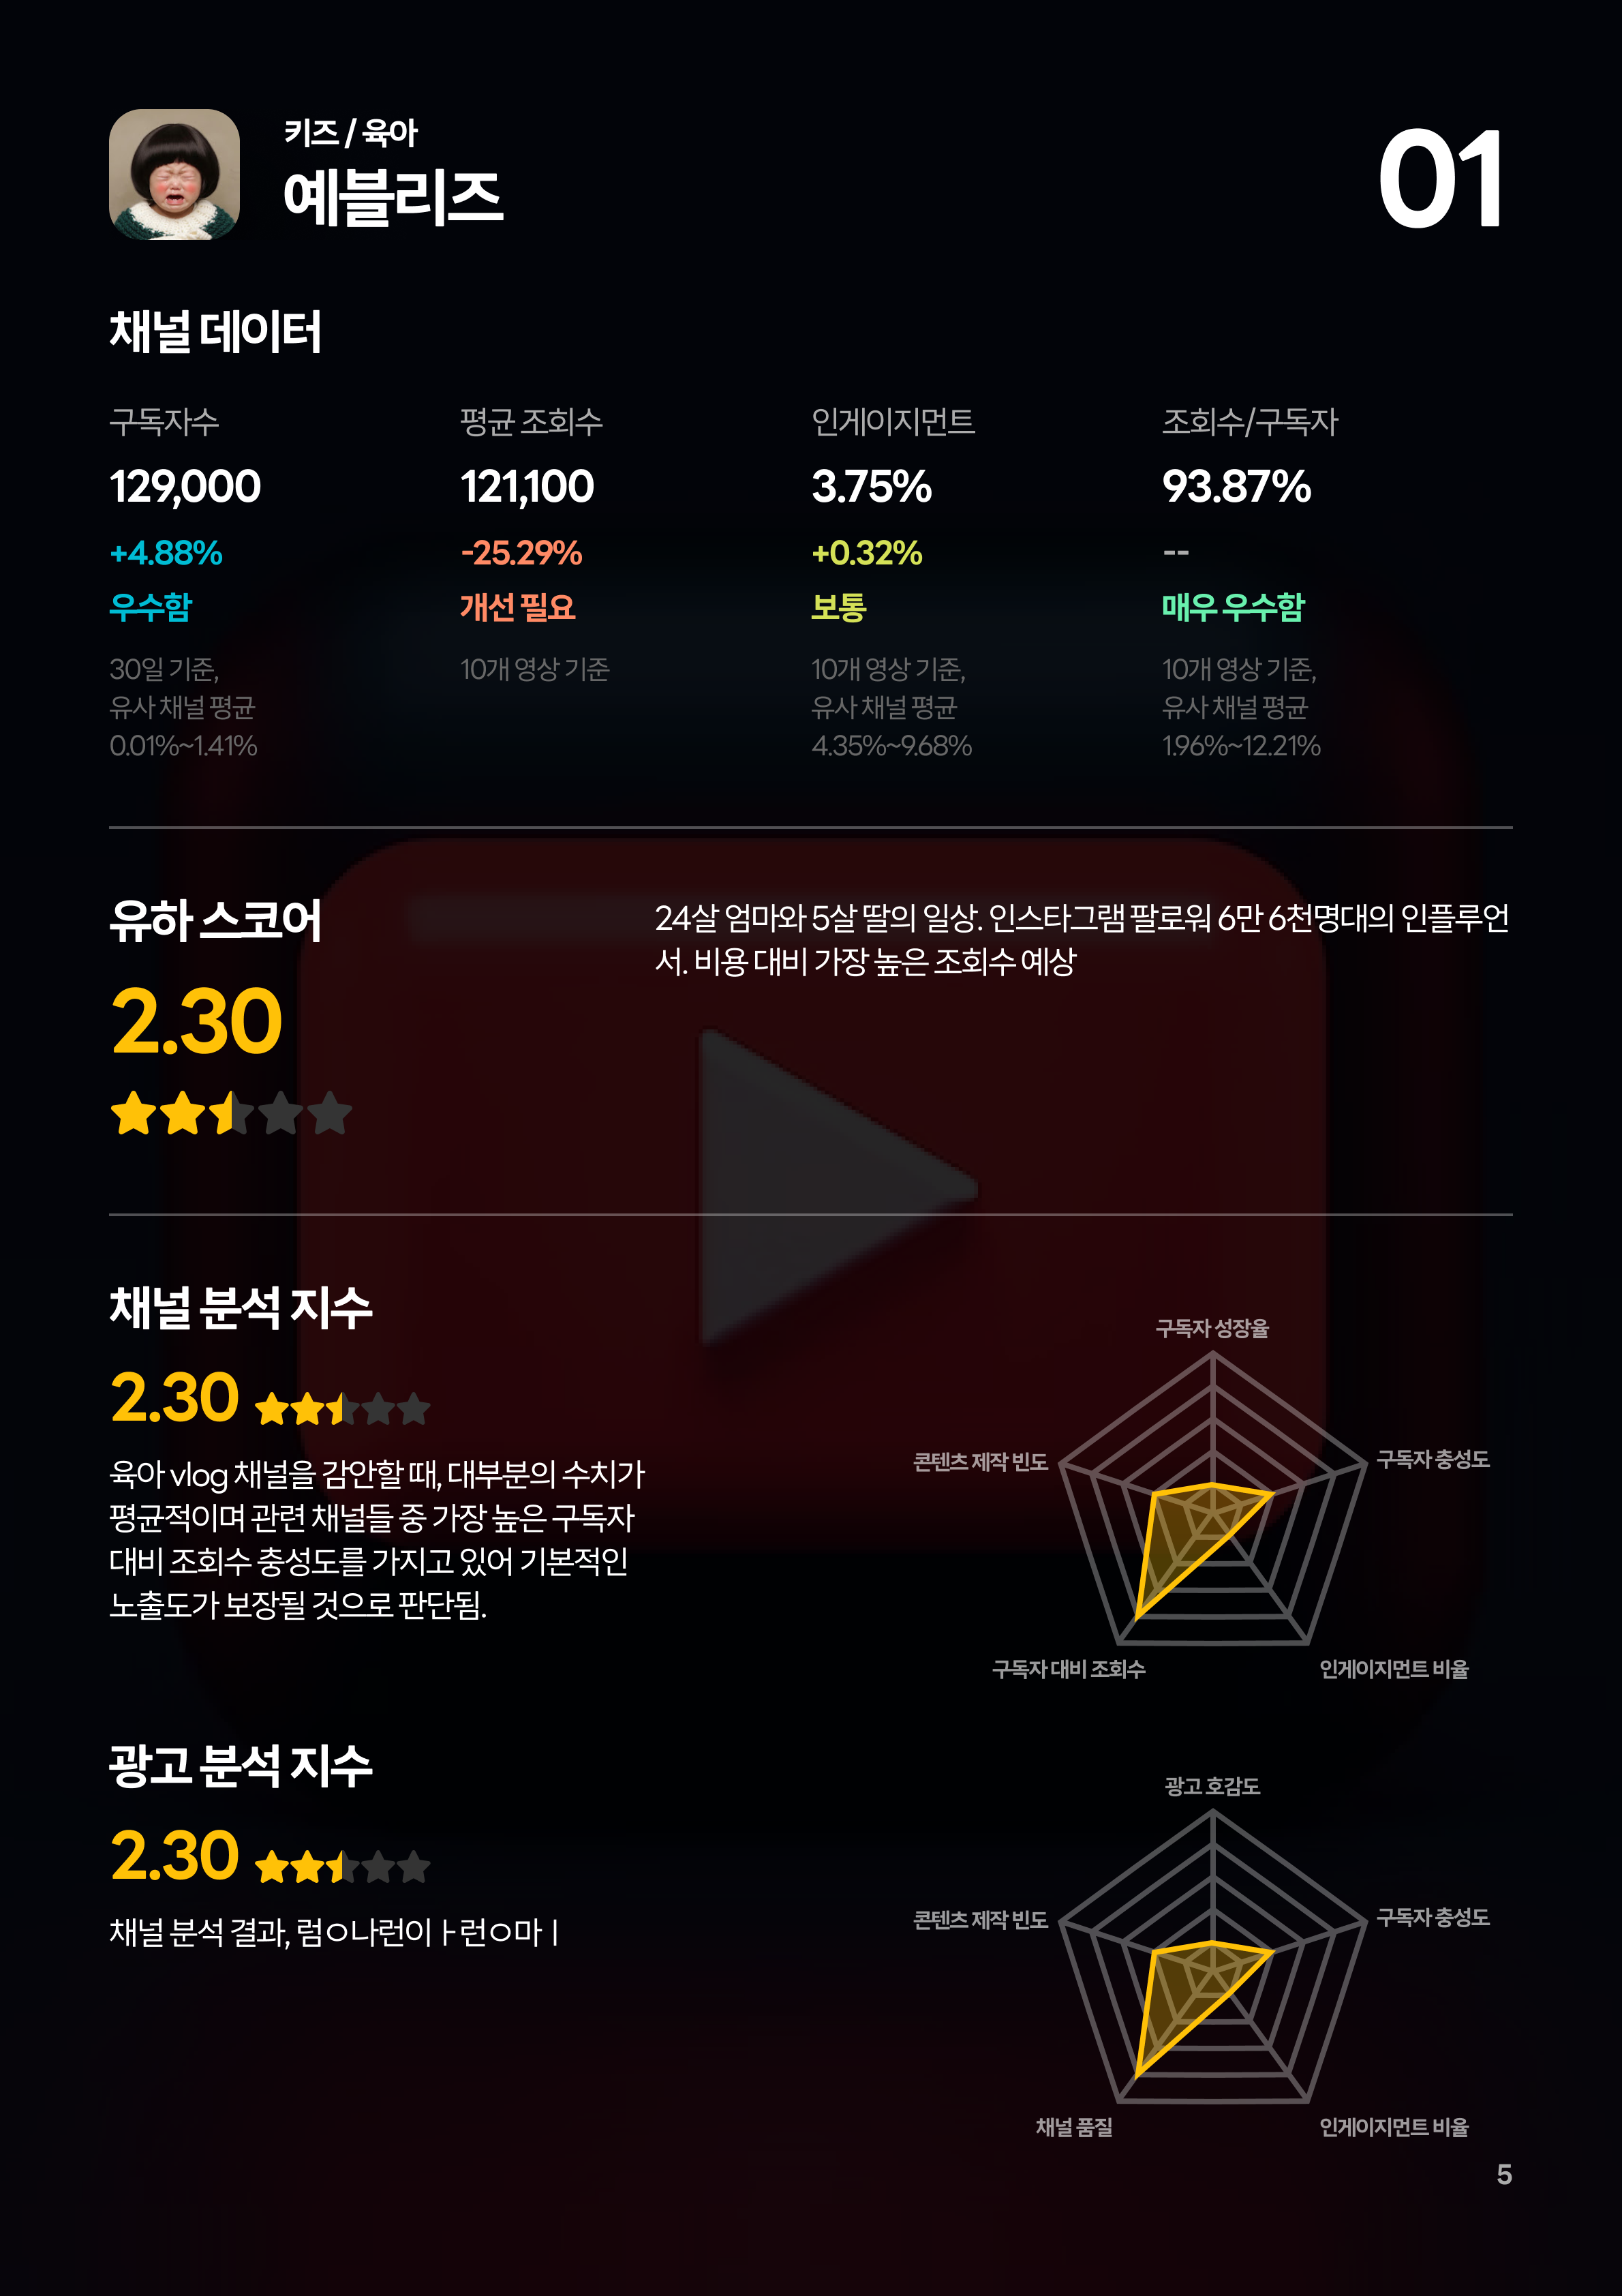 키즈 / 육아
예블리즈
01
채널 데이터
구독자수
129,000
+4.88%
우수함
30일 기준,
유사 채널 평균
0.01%~1.41%
평균 조회수
121,100
-25.29%
개선 필요
10개 영상 기준
인게이지먼트
3.75%
+0.32%
보통
10개 영상 기준,
유사 채널 평균
4.35%~9.68%
조회수/구독자
93.87%
--
매우 우수함
10개 영상 기준,
유사 채널 평균
1.96%~12.21%
유하 스코어
2.30
24살 엄마와 5살 딸의 일상. 인스타그램 팔로워 6만 6천명대의 인플루언
서. 비용 대비 가장 높은 조회수 예상
채널 분석 지수
2.30
육아 vlog 채널을 감안할 때, 대부분의 수치가
평균적이며 관련 채널들 중 가장 높은 구독자
대비 조회수 충성도를 가지고 있어 기본적인
노출도가 보장될 것으로 판단됨.
구독자 성장율
콘텐츠 제작 빈도
구독자 충성도
구독자 대비 조회수
인게이지먼트 비율
광고 분석 지수
2.30
채널 분석 결과, 럼ㅇ나런이ㅏ런ㅇ마ㅣ
광고 호감도
콘텐츠 제작 빈도
구독자 충성도
채널 품질
인게이지먼트 비율
5